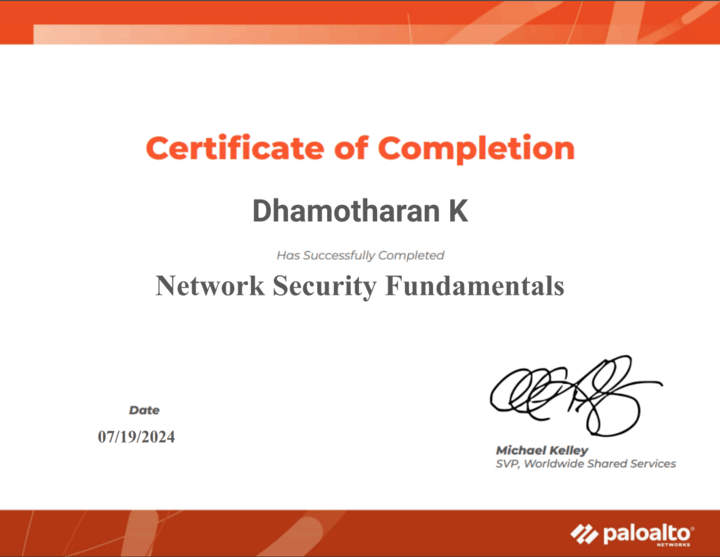 Certificate of Completion
Dhamotharan K
Has Successfully Completed
Network Security Fundamentals
Date
07/19/2024
Michael Kelley
SVP, Worldwide Shared Services
paloalto®
NETWORKS